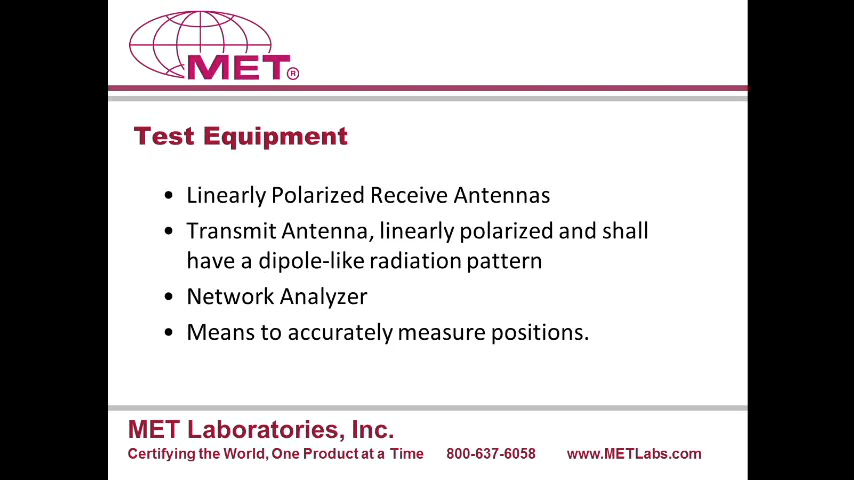 MET®
Test Equipment
• Linearly Polarized Receive Antennas
• Transmit Antenna, linearly polarized and shall
have a dipole-like radiation pattern
• Network Analyzer
• Means to accurately measure positions.
MET Laboratories, Inc.
Certifying the World, One Product at a Time 800-637-6058 www.METLabs.com